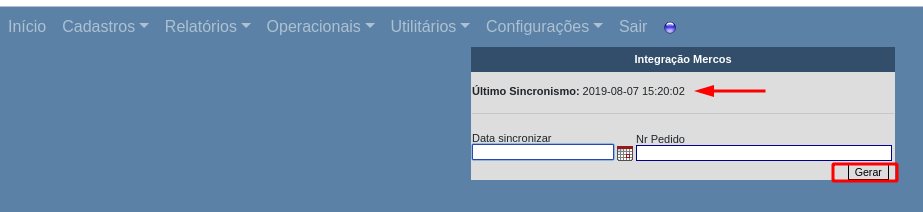 Início Cadastros Relatórios Operacionais Utilitários Configurações Sair
Integração Mercos
Último Sincronismo: 2019-08-07 15:20:02
Data sincronizar Nr Pedido
Gerar